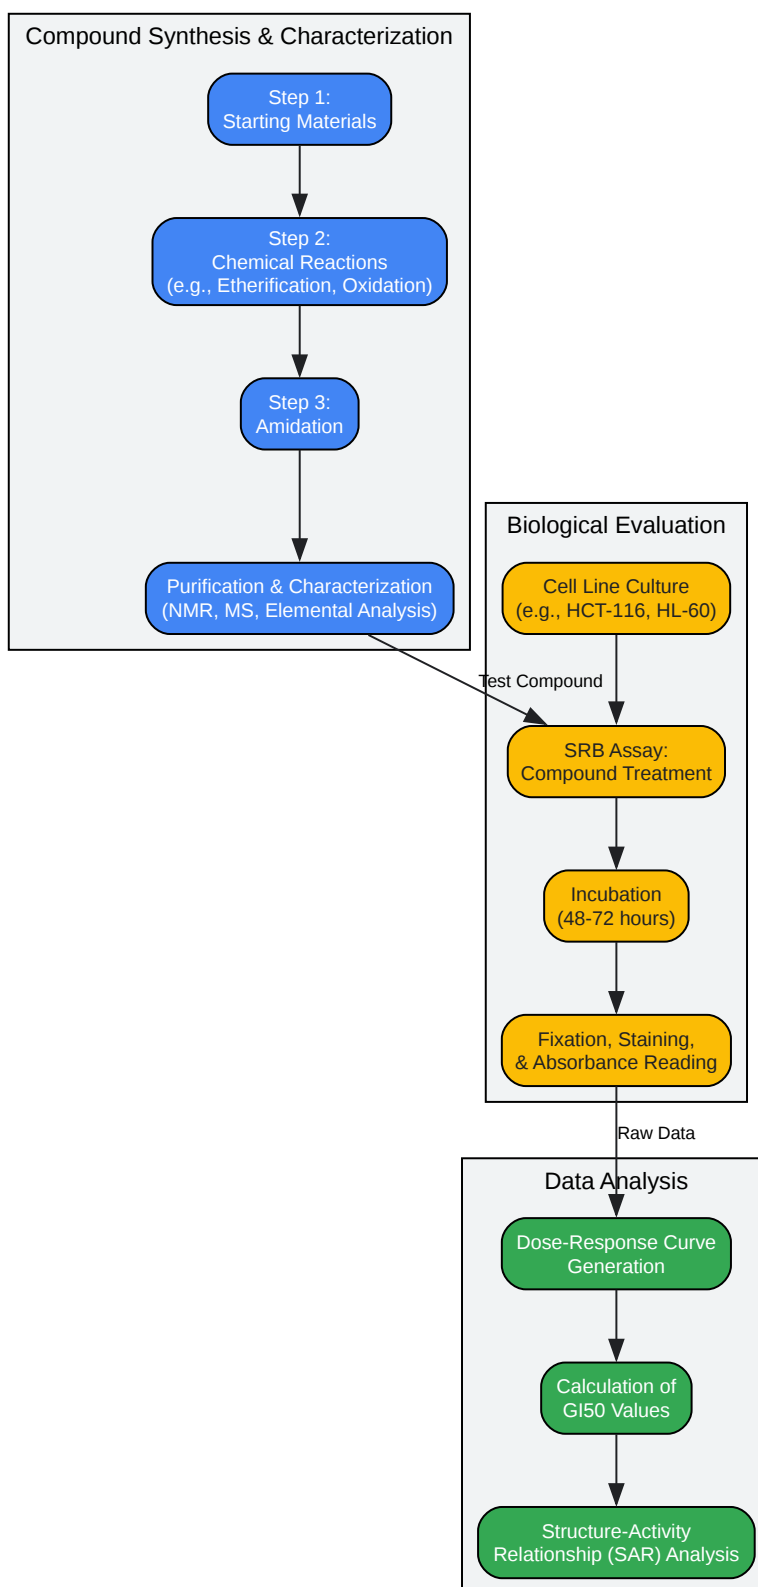 Compound Synthesis & Characterization
Step 1:
Starting Materials
Step 2:
Chemical Reactions
(e.g., Etherification, Oxidation)
Step 3:
Amidation
Purification & Characterization
(NMR, MS, Elemental Analysis)
Biological Evaluation
Cell Line Culture
(e.g., HCT-116, HL-60)
Test Compound
SRB Assay:
Compound Treatment
Incubation
(48-72 hours)
Fixation, Staining,
& Absorbance Reading
Raw Data
Data Analysis
Dose-Response Curve
Generation
Calculation of
GI50 Values
Structure-Activity
Relationship (SAR) Analysis